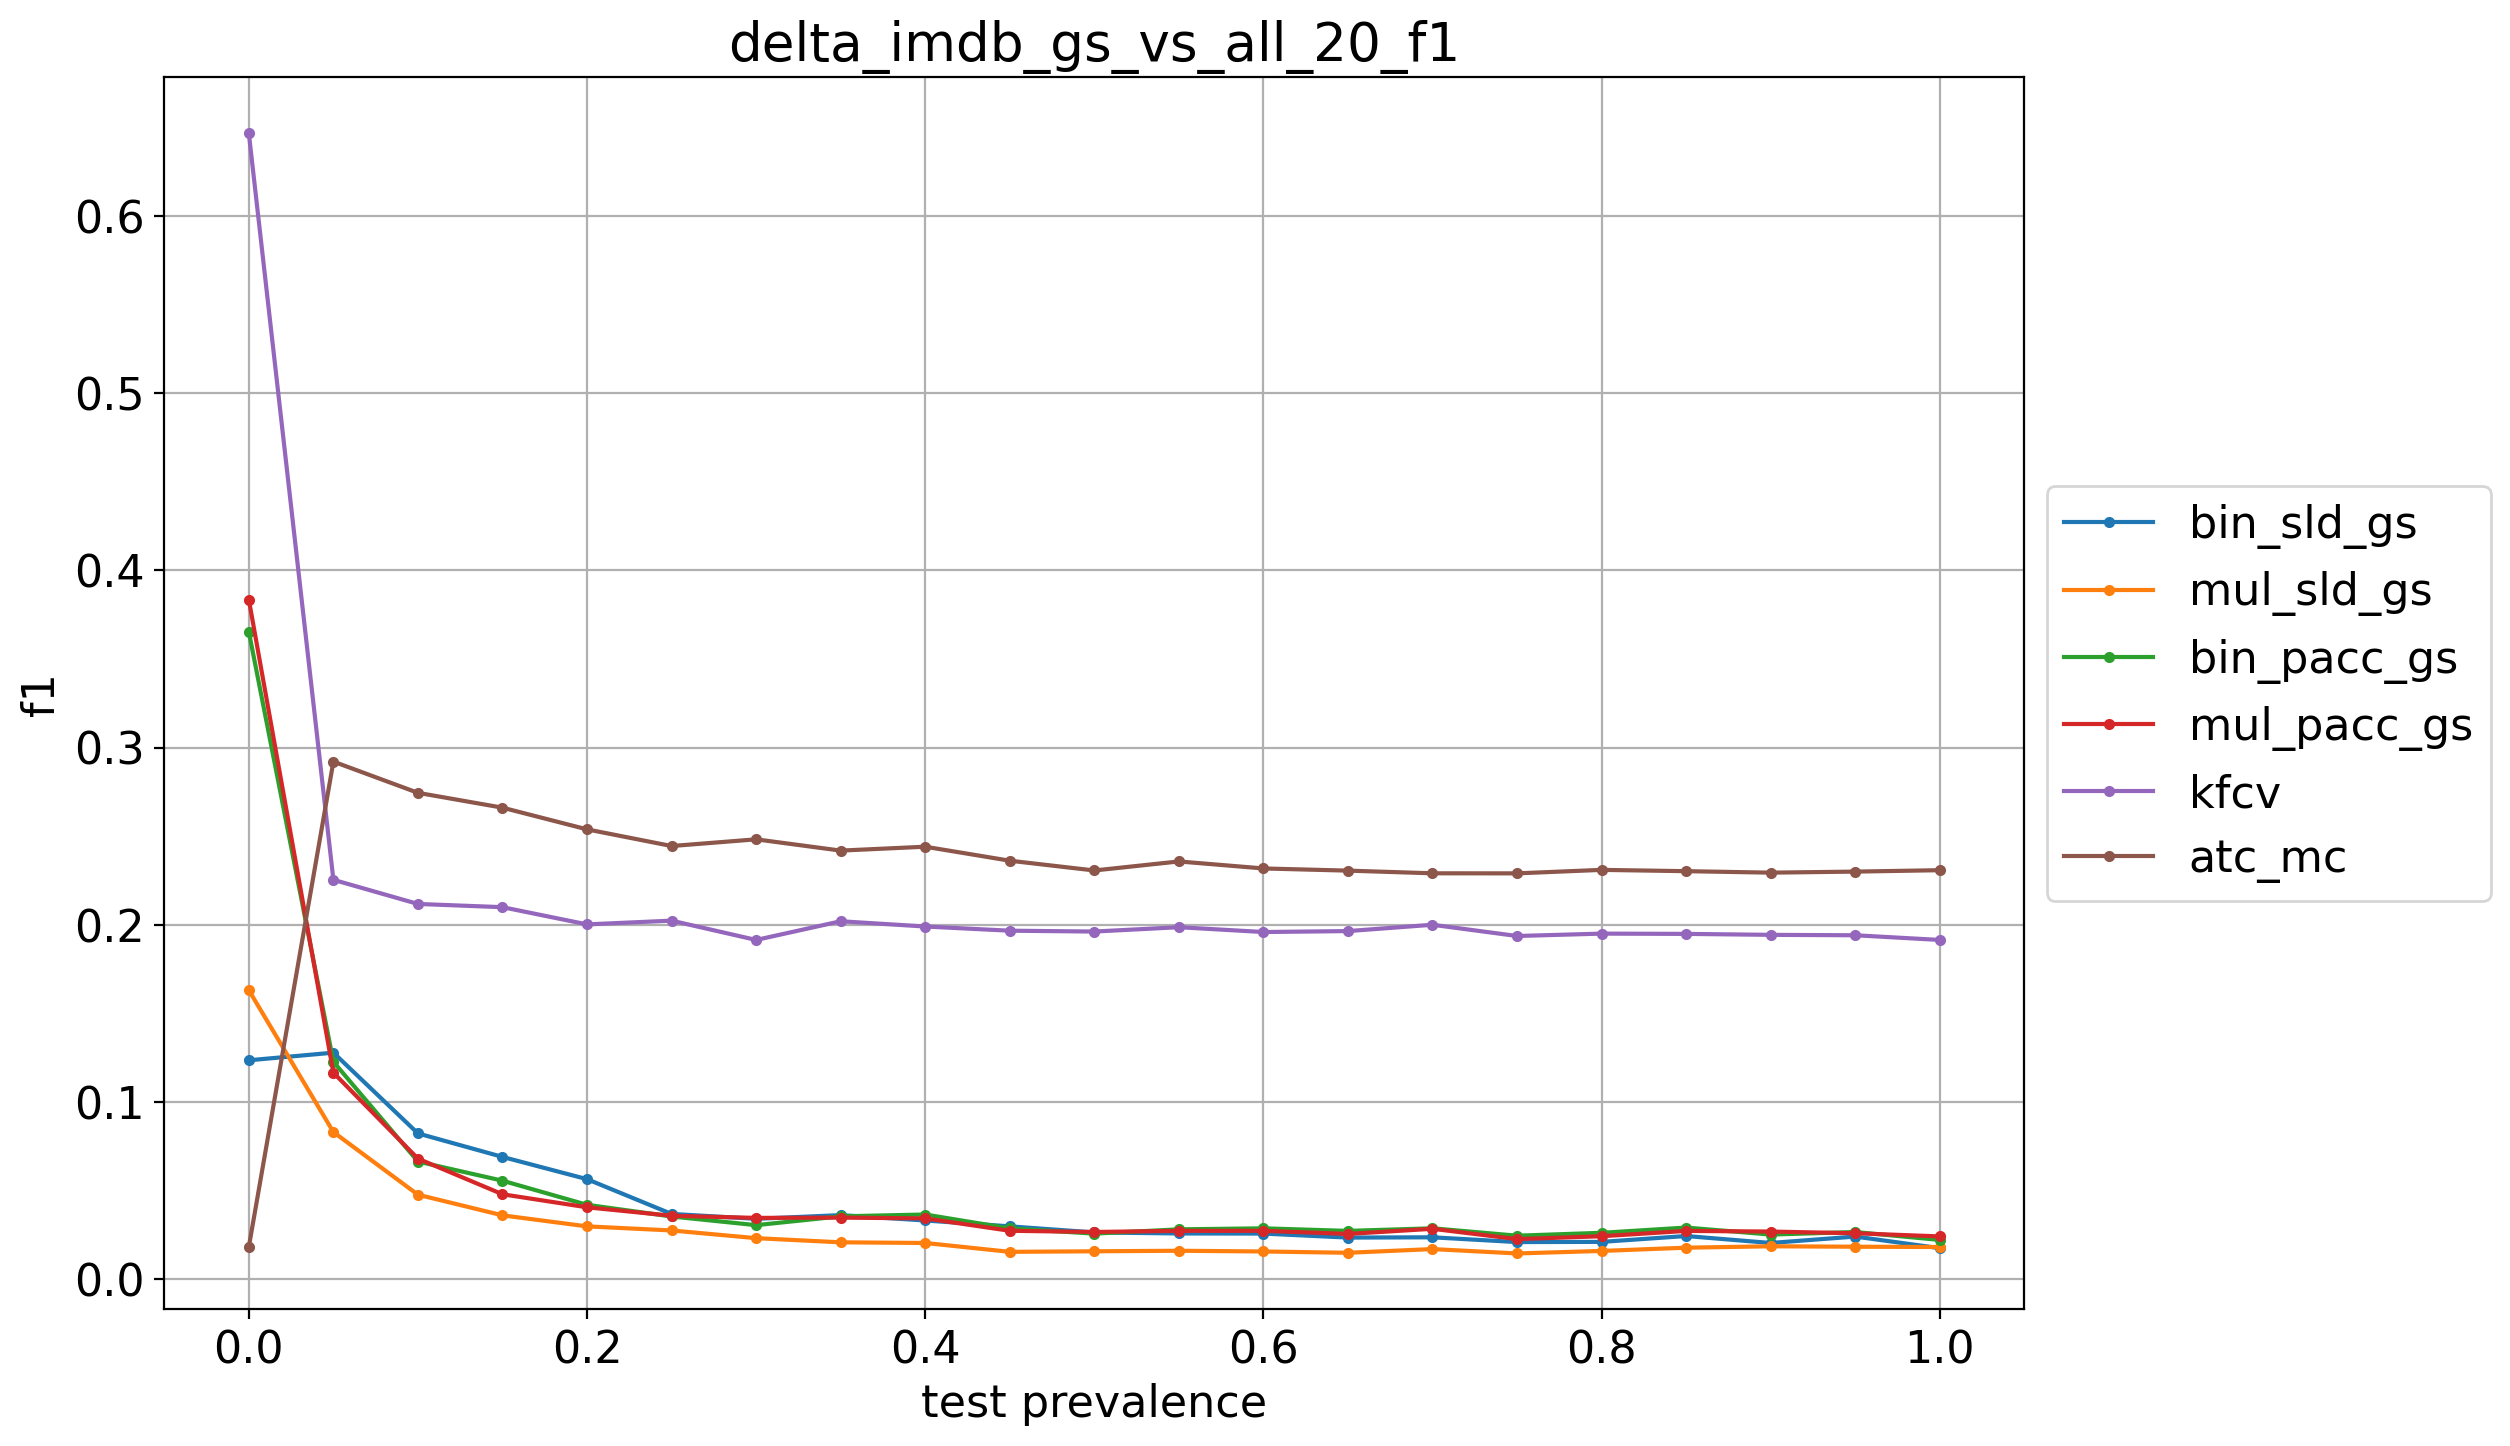 delta_imdb_gs_vs_all_20_f1
f1
0.6
0.5
0.4
0.3
0.2
0.1
0.0
0.0 0.2 0.4 0.6 0.8 1.0
test prevalence
bin_sld_gs
mul_sld_gs
bin_pacc_gs
mul_pacc_gs
kfcv
atc_mc